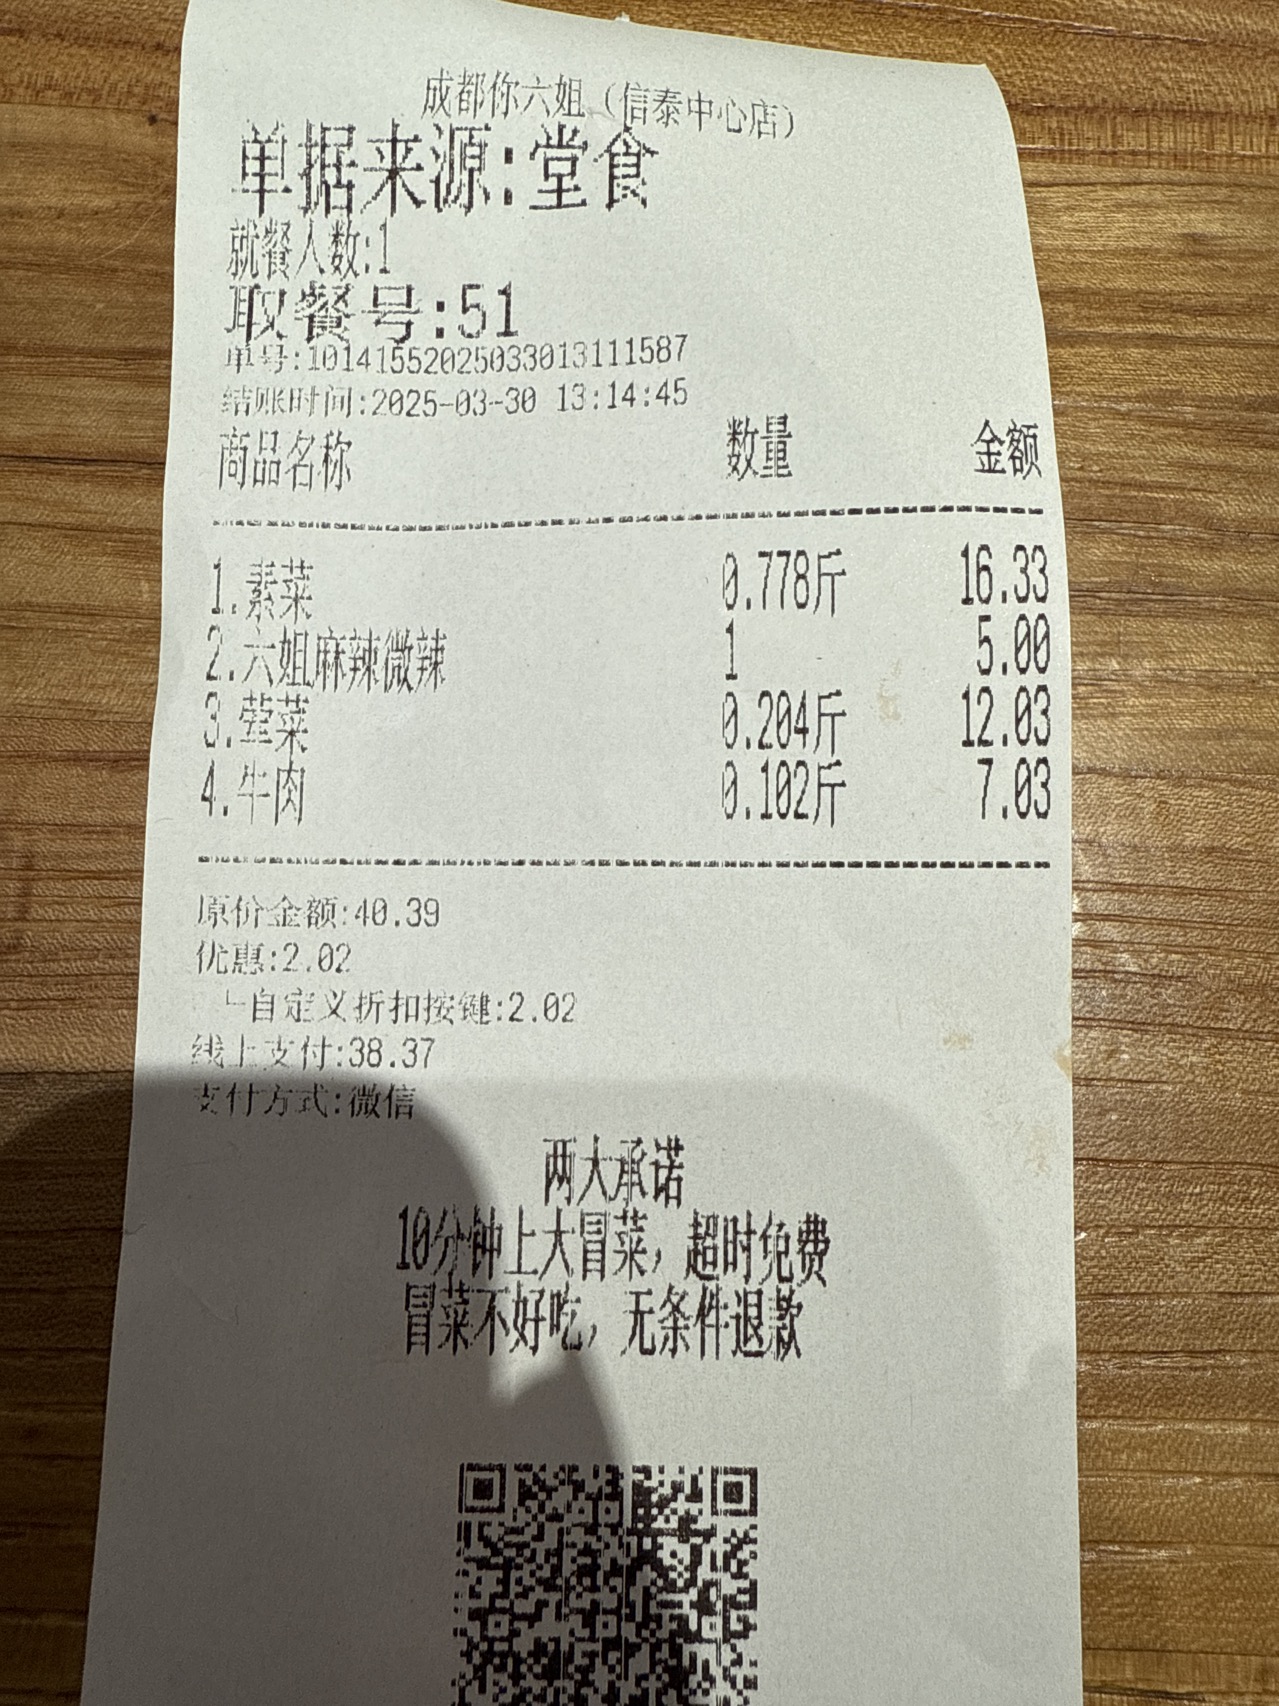 成都你六姐（信泰中心店）
单据来源:堂食
就餐人数:1
取餐号:51
单号:10141552025033013111587
结账时间:2025-03-30 13:14:45
商品名称 数量 金额
1.素菜 0.778斤 16.33
2.六姐麻辣微辣 1 5.00
3.荤菜 0.204斤 12.03
4.牛肉 0.102斤 7.03
原价金额:40.39
优惠:2.02
└自定义折扣按键:2.02
线上支付:38.37
支付方式:微信
两大承诺
10分钟上大冒菜，超时免费
冒菜不好吃，无条件退款